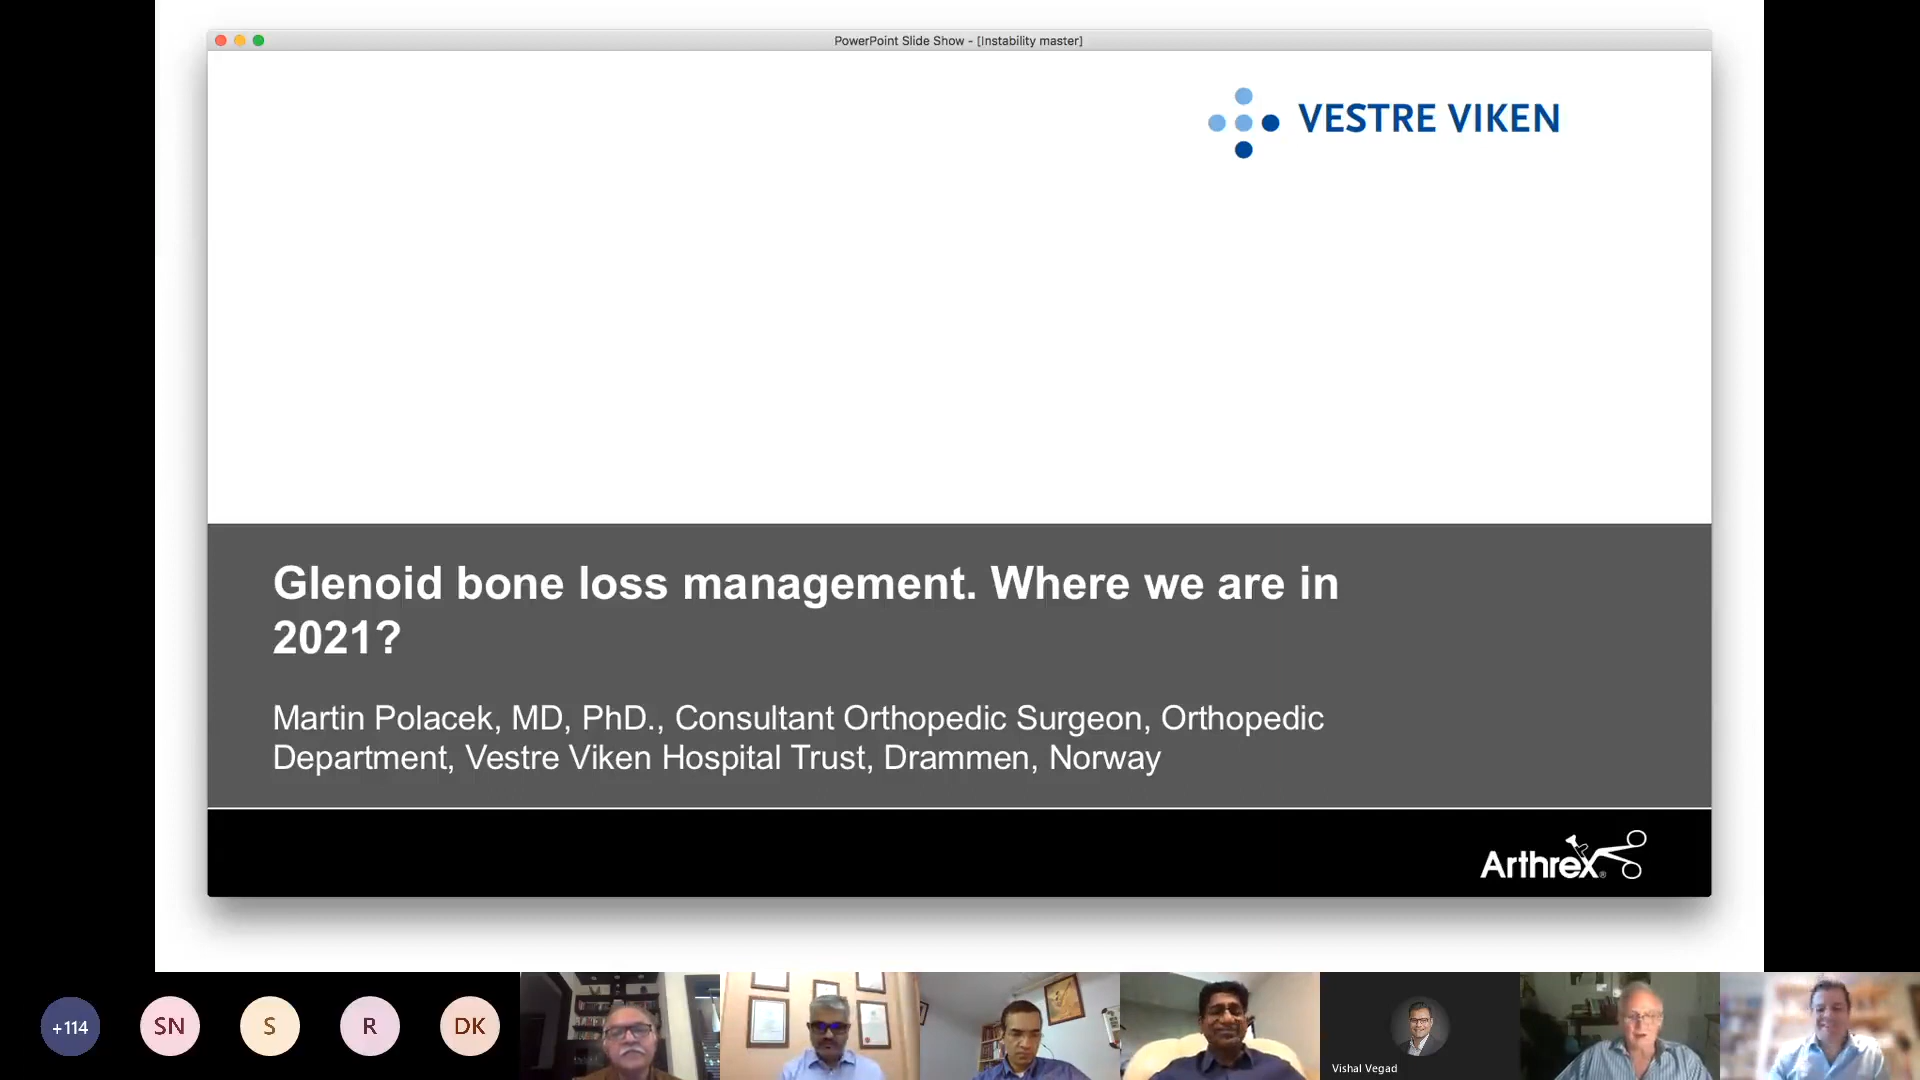 PowerPoint Slide Show - [Instability master]
VESTRE VIKEN
Glenoid bone loss management. Where we are in
2021?
Martin Polacek, MD, PhD., Consultant Orthopedic Surgeon, Orthopedic
Department, Vestre Viken Hospital Trust, Drammen, Norway
Arthrex®
+114
SN
S
R
DK
Vishal Vegad